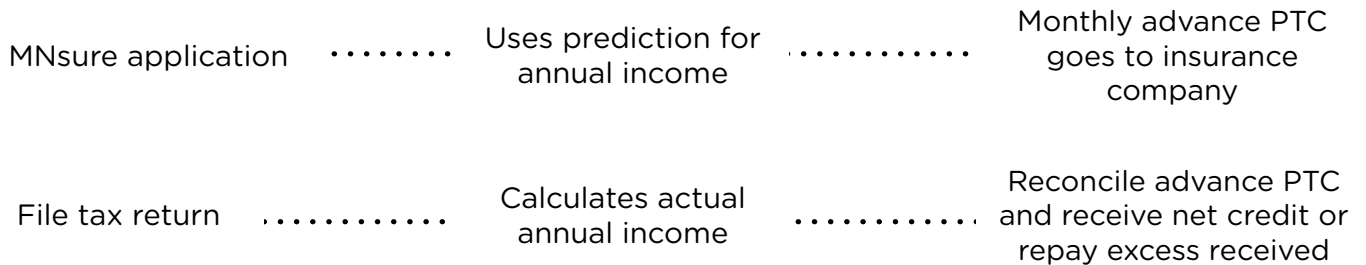 MNsure application
Uses prediction for
annual income
Monthly advance PTC
goes to insurance
company
File tax return
Calculates actual
annual income
Reconcile advance PTC
and receive net credit or
repay excess received